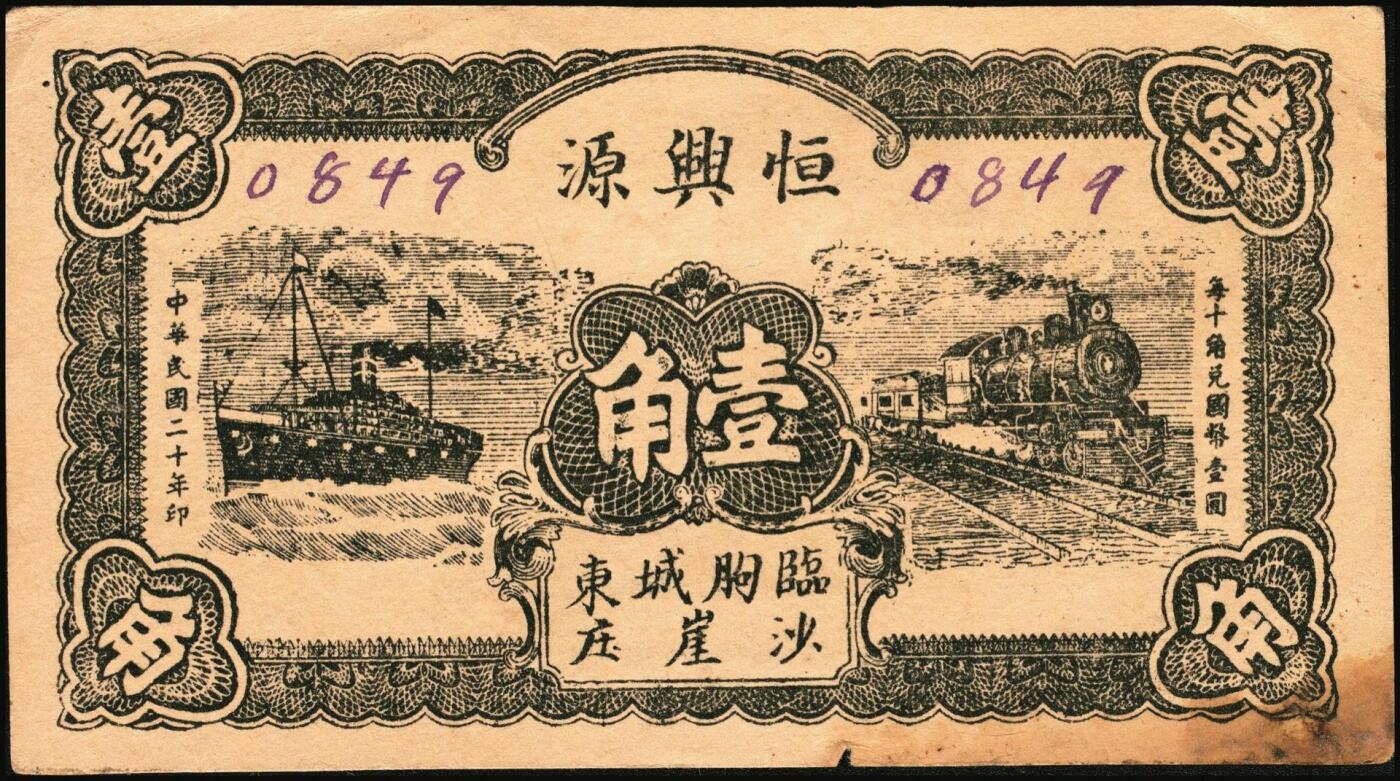 壹
壹
恒興源
0849
0849
每十角兌國幣壹圓
壹角
中華民國二十年印
臨朐城東
沙崖庄
角
角